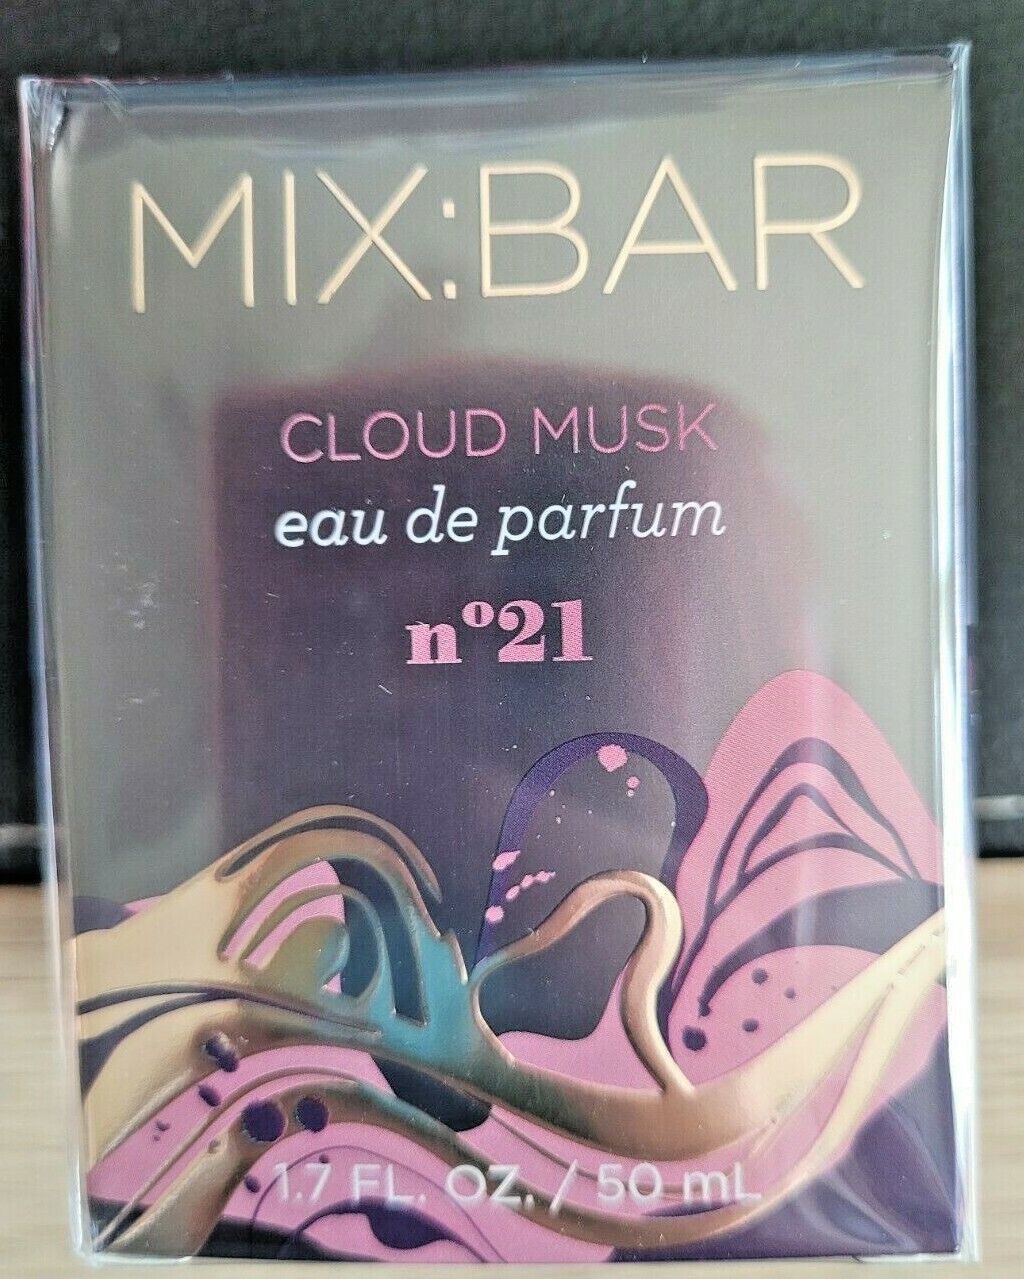 MIX:BAR
CLOUD MUSK
eau de parfum
nº21
1.7 FL. OZ. / 50 mL